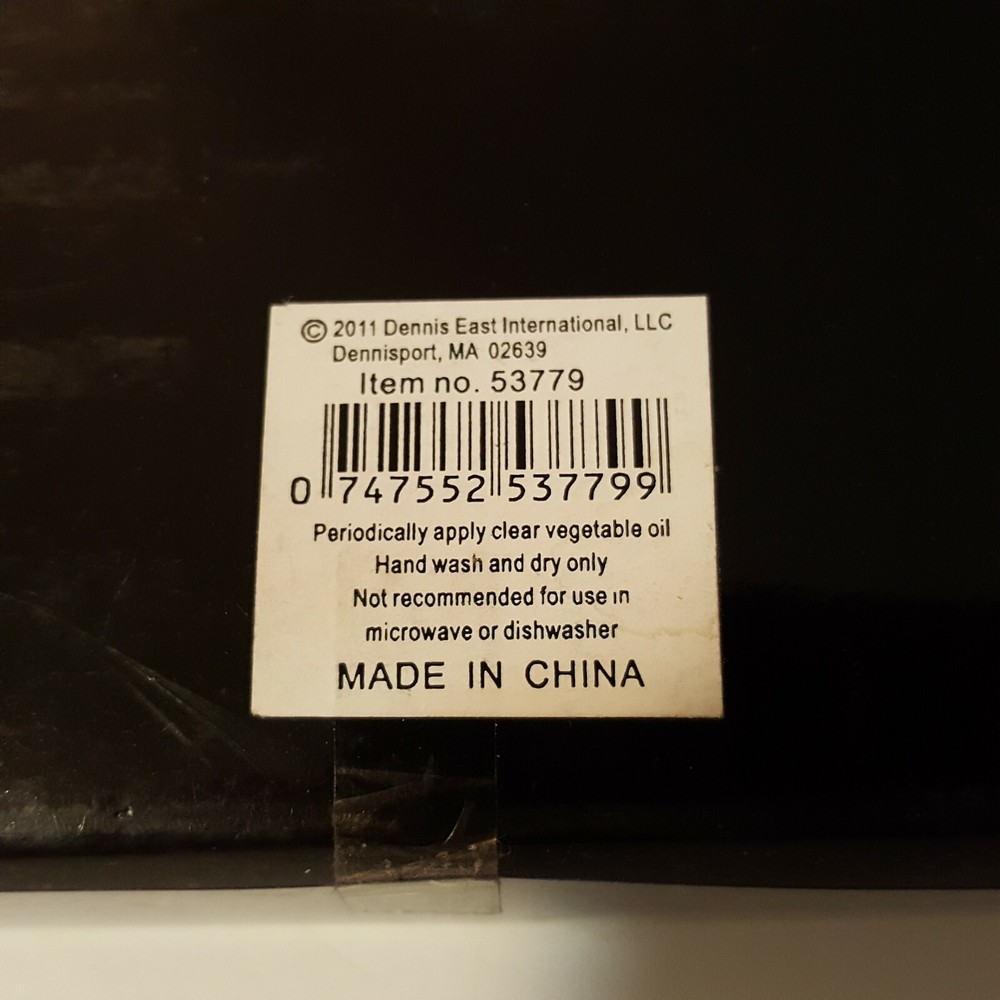 © 2011 Dennis East International, LLC
Dennisport, MA 02639
Item no. 53779
0 747552 537799
Periodically apply clear vegetable oil
Hand wash and dry only
Not recommended for use in
microwave or dishwasher
MADE IN CHINA